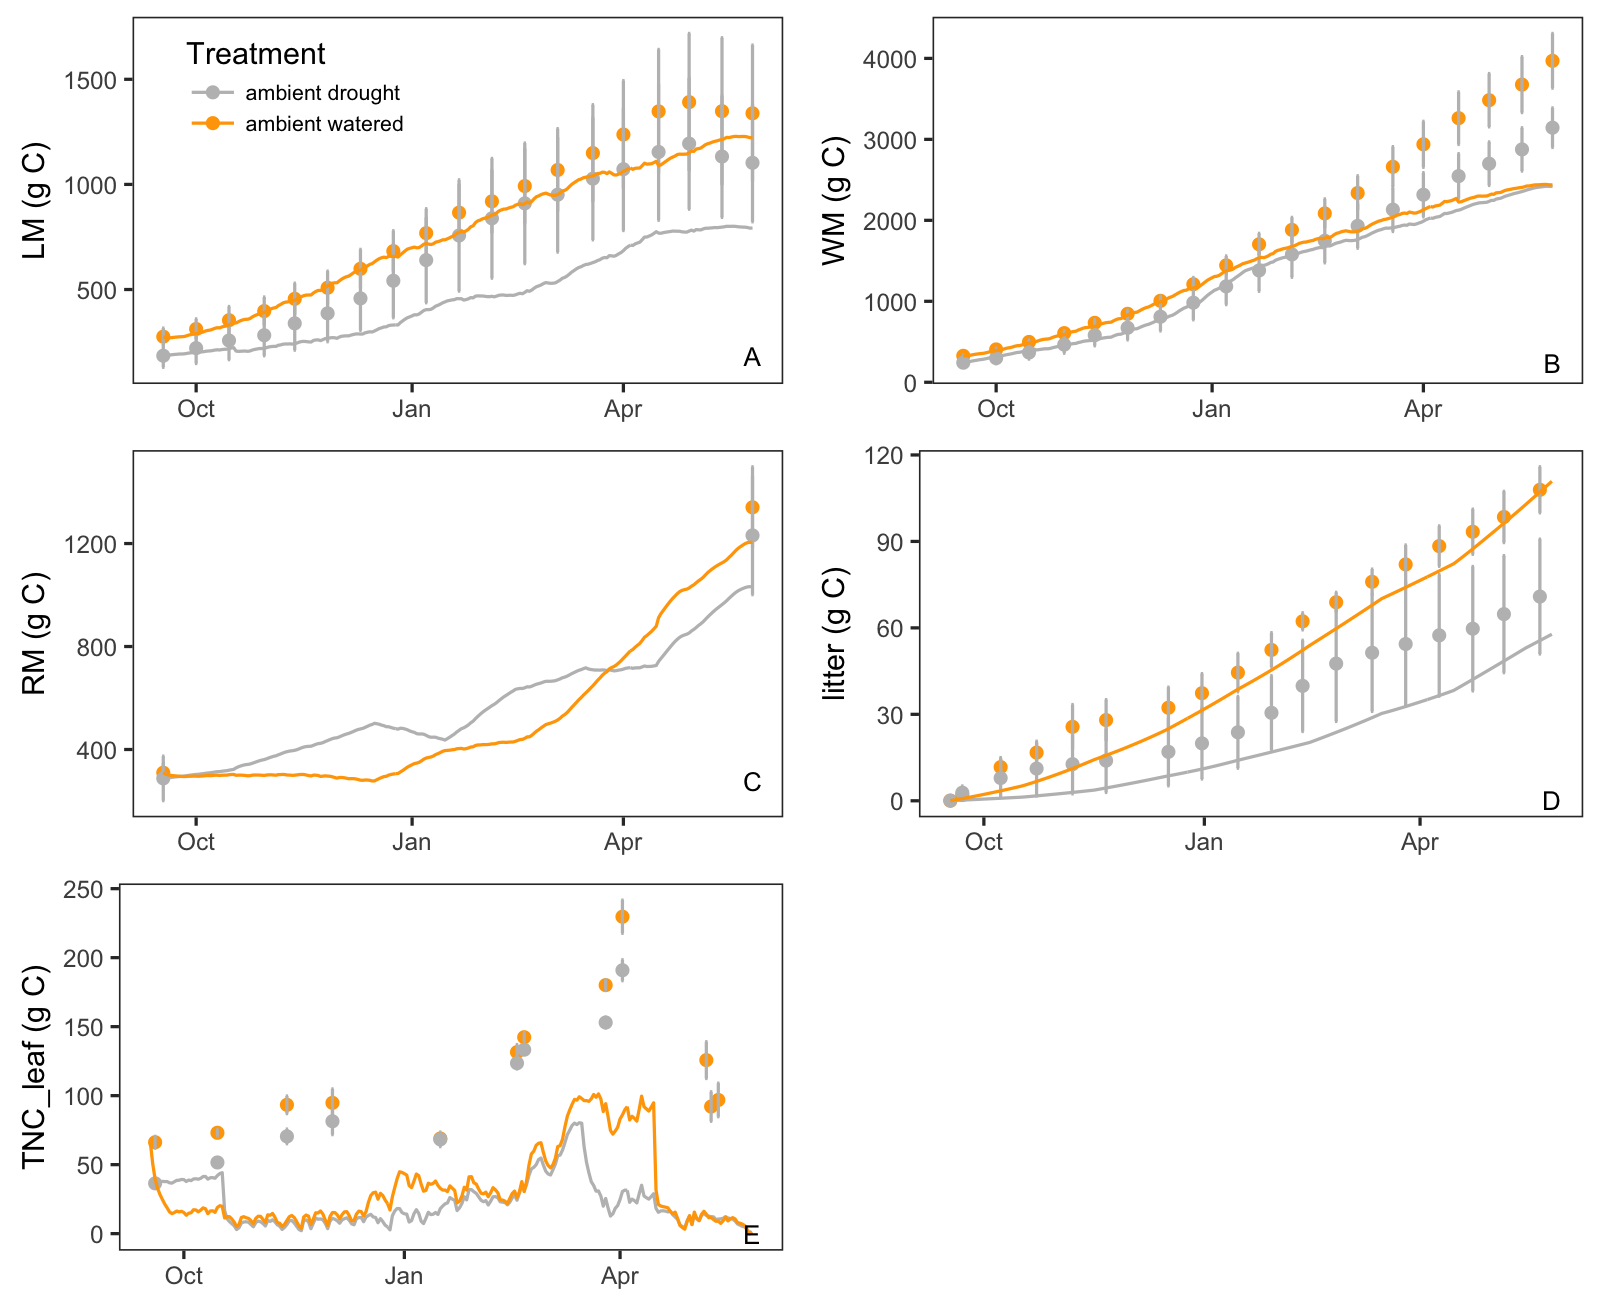 Treatment
ambient drought
ambient watered
LM (g C)
1500
1000
500
A
Oct Jan Apr
WM (g C)
4000
3000
2000
1000
0
B
Oct Jan Apr
RM (g C)
1200
800
400
C
Oct Jan Apr
litter (g C)
120
90
60
30
0
D
Oct Jan Apr
TNC_leaf (g C)
250
200
150
100
50
0
E
Oct Jan Apr